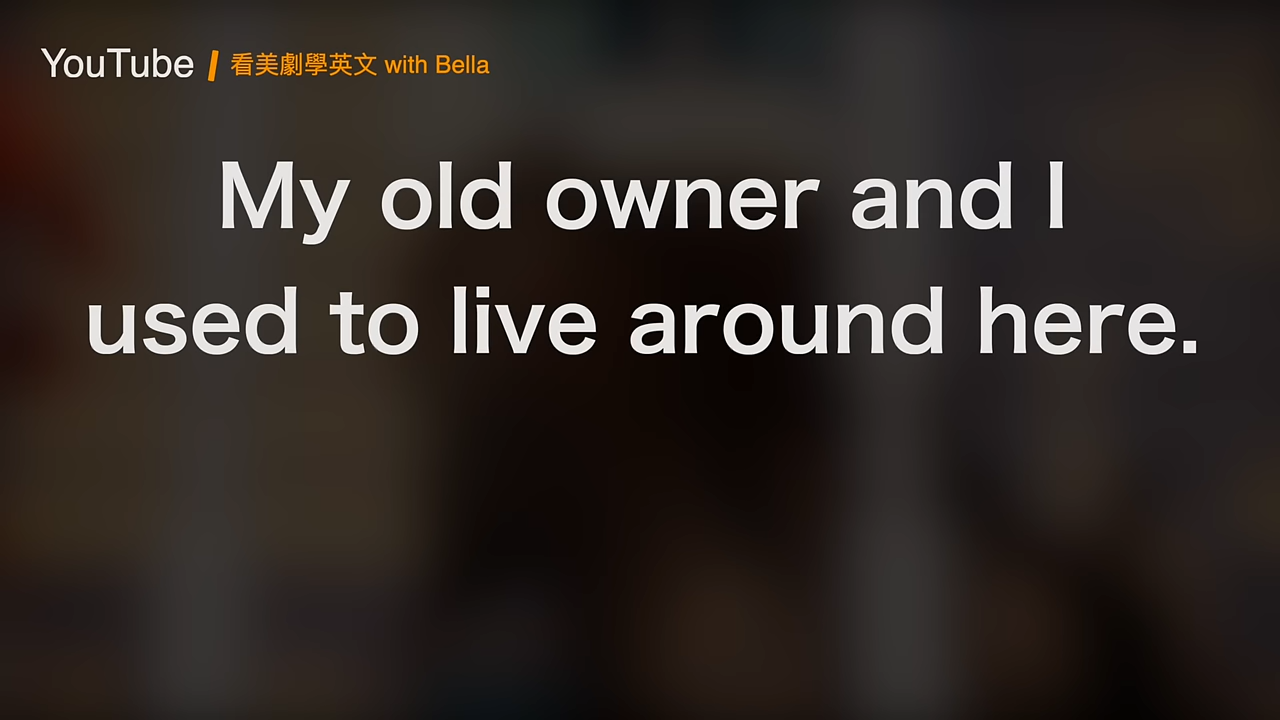 YouTube / 看美劇學英文 with Bella
My old owner and I
used to live around here.